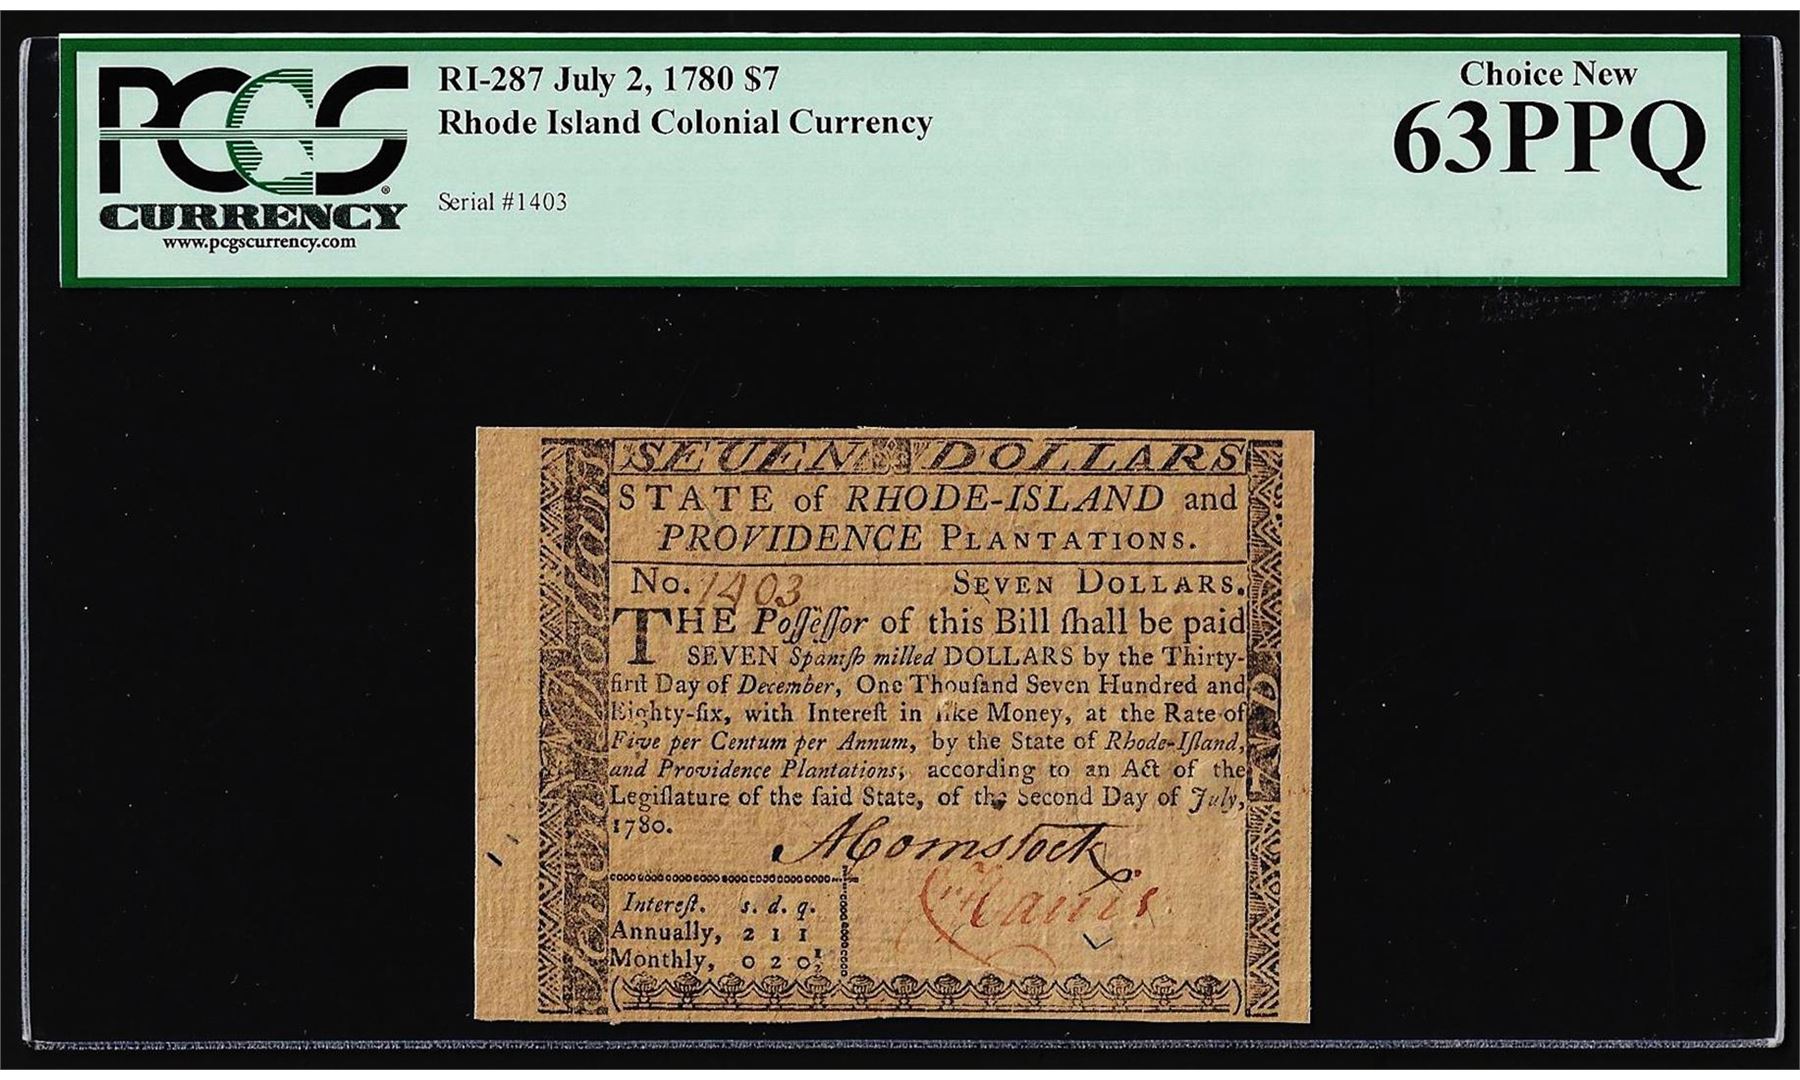 PCGS
CURRENCY
www.pcgscurrency.com
RI-287 July 2, 1780 $7
Rhode Island Colonial Currency
Serial #1403
Choice New
63PPQ
SEVEN DOLLARS
STATE of RHODE-ISLAND and
PROVIDENCE PLANTATIONS.
No. 1403 SEVEN DOLLARS.
THE Poſſeſſor of this Bill ſhall be paid
SEVEN Spaniſh milled DOLLARS by the Thirty-
firſt Day of December, One Thouſand Seven Hundred and
Eighty-ſix, with Intereſt in like Money, at the Rate of
Five per Centum per Annum, by the State of Rhode-Iſland,
and Providence Plantations, according to an Act of the
Legiſlature of the ſaid State, of the Second Day of July,
1780.
A Comstock
Harris
Intereſt. s. d. q.
Annually, 2 1 1
Monthly, 0 2 0½
Seven Dollars